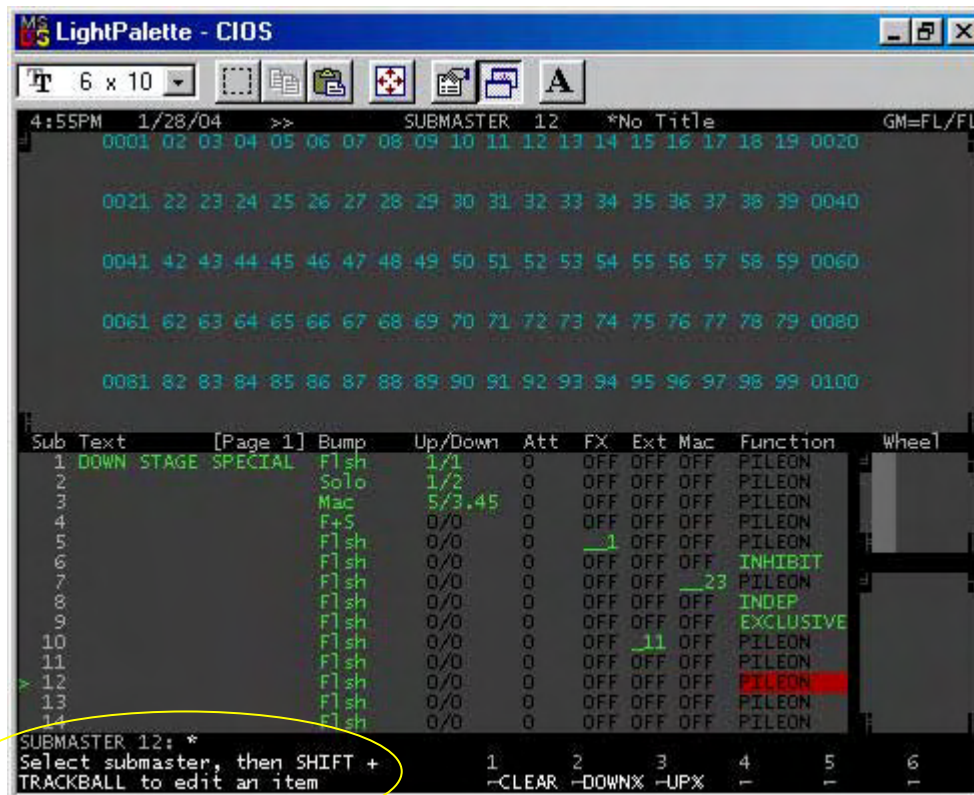 LightPalette - CIOS
6 x 10
4:55PM 1/28/04 >> SUBMASTER 12 *No Title GM=FL/FL
0001 02 03 04 05 06 07 08 09 10 11 12 13 14 15 16 17 18 19 0020
0021 22 23 24 25 26 27 28 29 30 31 32 33 34 35 36 37 38 39 0040
0041 42 43 44 45 46 47 48 49 50 51 52 53 54 55 56 57 58 59 0060
0061 62 63 64 65 66 67 68 69 70 71 72 73 74 75 76 77 78 79 0080
0081 82 83 84 85 86 87 88 89 90 91 92 93 94 95 96 97 98 99 0100
Sub Text [Page 1] Bump Up/Down Att FX Ext Mac Function Wheel
1 DOWN STAGE SPECIAL Flsh 1/1 0 OFF OFF OFF PILEON
2 Solo 1/2 0 OFF OFF OFF PILEON
3 Mac 5/3.45 0 OFF OFF OFF PILEON
4 F+S 0/0 0 OFF OFF OFF PILEON
5 Flsh 0/0 0 __1 OFF OFF PILEON
6 Flsh 0/0 0 OFF OFF OFF INHIBIT
7 Flsh 0/0 0 OFF OFF __23 PILEON
8 Flsh 0/0 0 OFF OFF OFF INDEP
9 Flsh 0/0 0 OFF OFF OFF EXCLUSIVE
10 Flsh 0/0 0 OFF _11 OFF PILEON
11 Flsh 0/0 0 OFF OFF OFF PILEON
> 12 Flsh 0/0 0 OFF OFF OFF PILEON
13 Flsh 0/0 0 OFF OFF OFF PILEON
14 Flsh 0/0 0 OFF OFF OFF PILEON
SUBMASTER 12: *
Select submaster, then SHIFT + 1 2 3 4 5 6
TRACKBALL to edit an item CLEAR DOWN% UP%